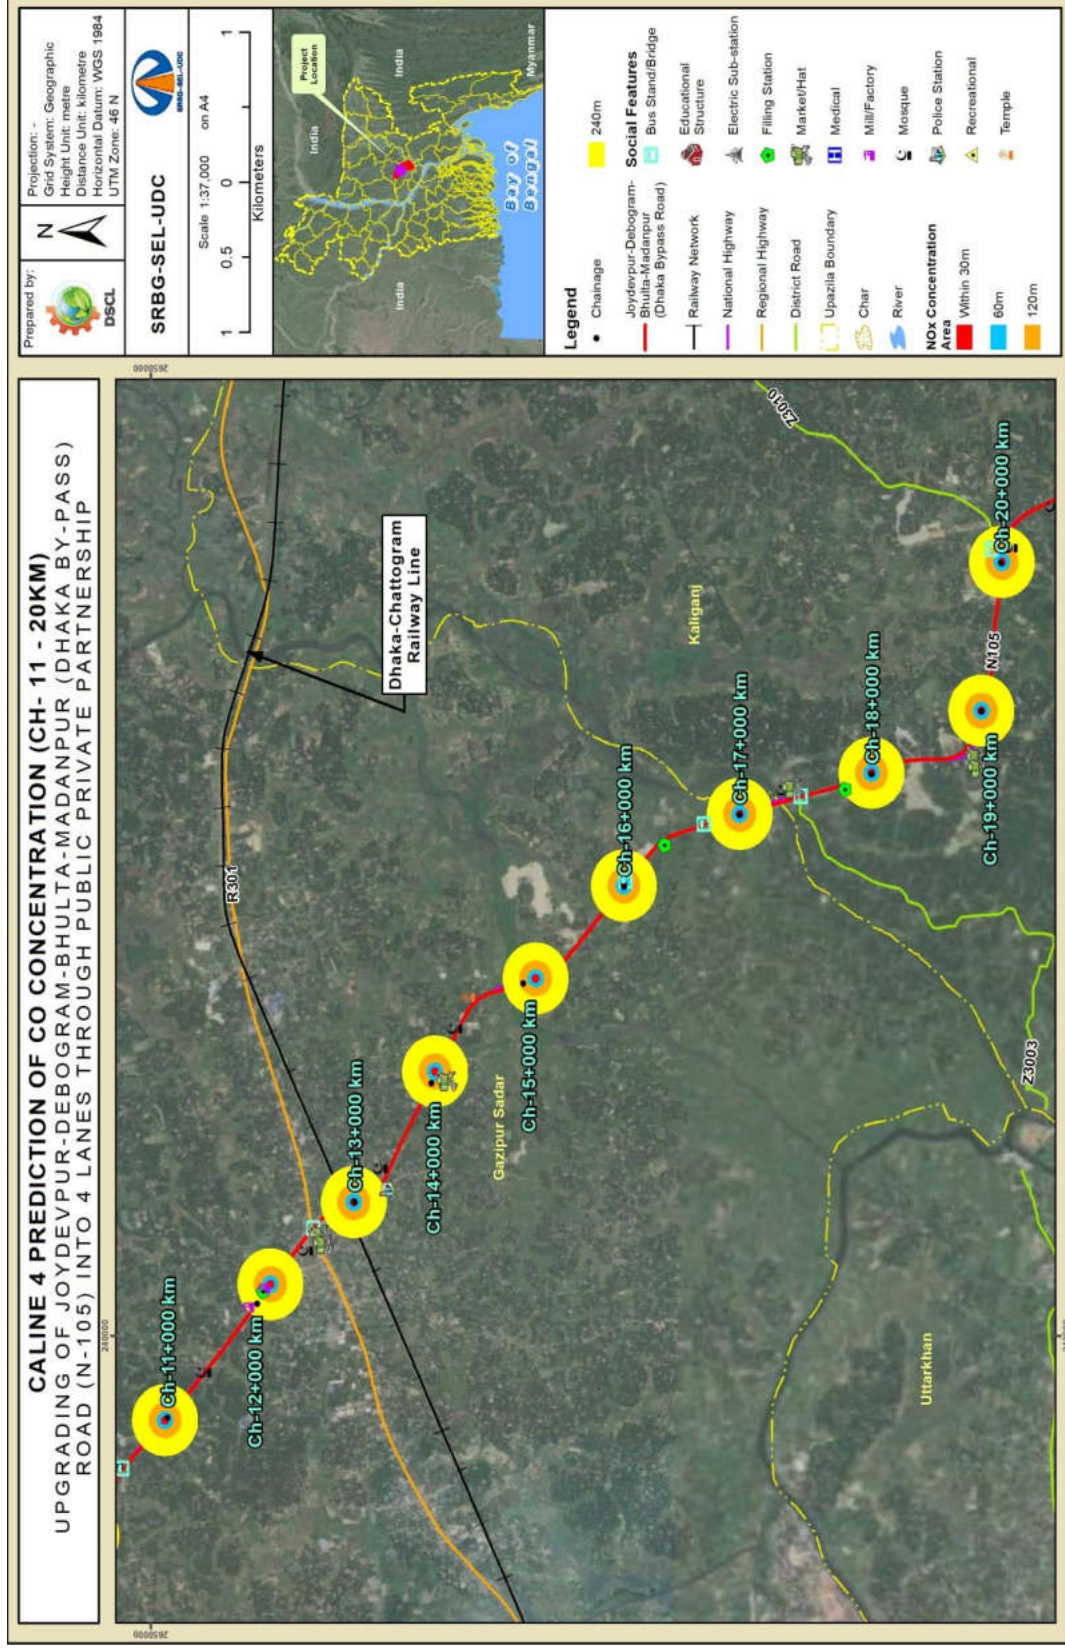 CALINE 4 PREDICTION OF CO CONCENTRATION (CH- 11 - 20KM)
UPGRADING OF JOYDEVPUR-DEBOGRAM-BHULTA-MADANPUR (DHAKA BY-PASS)
ROAD (N-105) INTO 4 LANES THROUGH PUBLIC PRIVATE PARTNERSHIP
2650000
2650000
240000
Ch-11+000 km
Ch-12+000 km
Ch-13+000 km
Ch-14+000 km
Ch-15+000 km
Ch-16+000 km
Ch-17+000 km
Ch-18+000 km
Ch-19+000 km
Ch-20+000 km
R301
Dhaka-Chattogram
Railway Line
Z3010
N105
Z3003
Gazipur Sadar
Kaliganj
Uttarkhan
Prepared by:
DSCL
N
Projection: -
Grid System: Geographic
Height Unit: metre
Distance Unit: kilometre
Horizontal Datum: WGS 1984
UTM Zone: 46 N
SRBG-SEL-UDC
SRBG-SEL-UDC
Scale 1:37,000 on A4
1 0.5 0 1
Kilometers
Project
Location
India
India
India
Myanmar
Bay of
Bengal
Legend
Chainage
Joydevpur-Debogram-
Bhulta-Madanpur
(Dhaka Bypass Road)
Railway Network
National Highway
Regional Highway
District Road
Upazila Boundary
Char
River
NOx Concentration
Area
Within 30m
60m
120m
240m
Social Features
Bus Stand/Bridge
Educational
Structure
Electric Sub-station
Filling Station
Market/Hat
Medical
Mill/Factory
Mosque
Police Station
Recreational
Temple